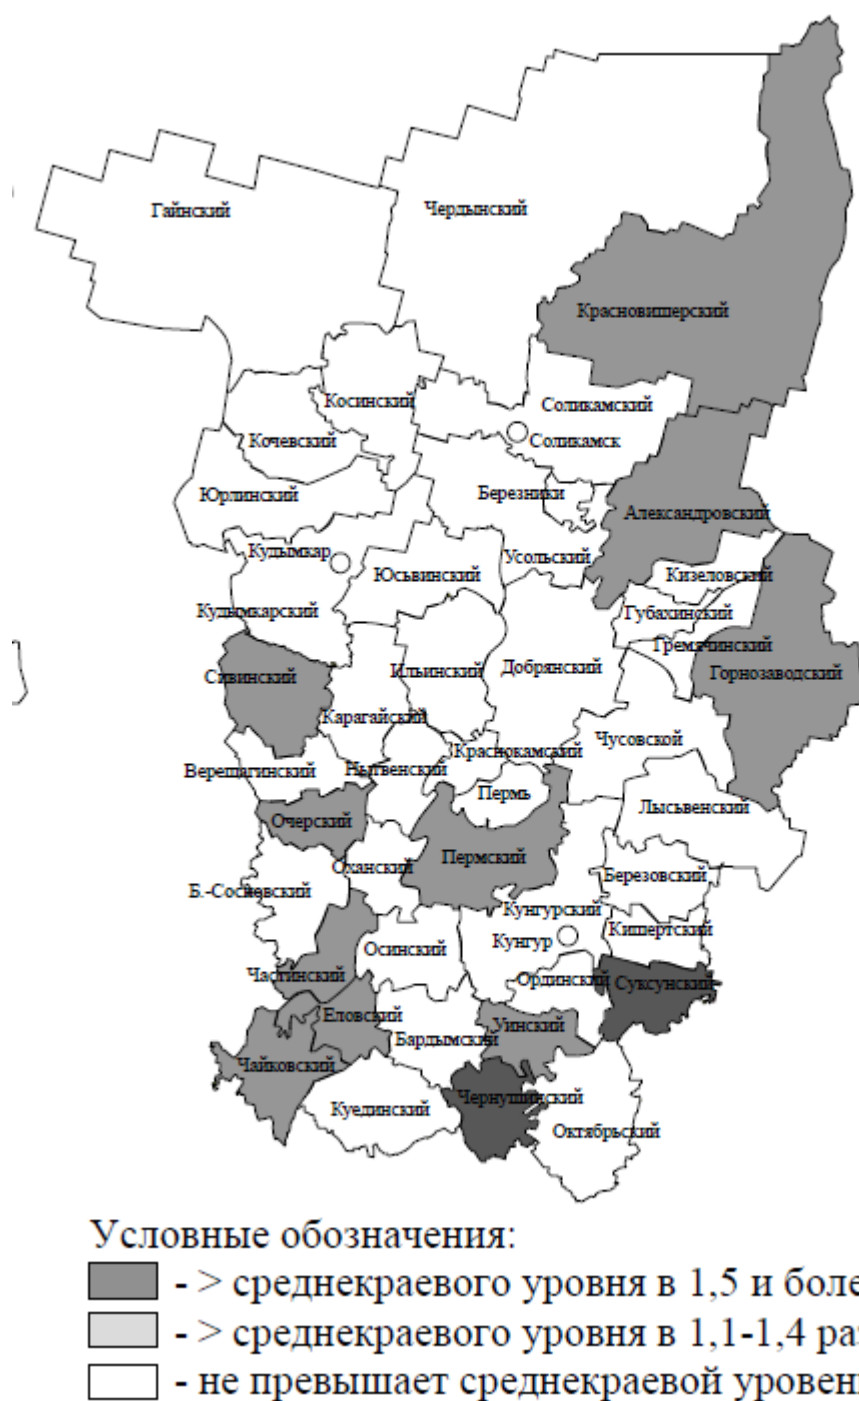 Гайнский
Чердынский
Красновишерский
Косинский
Соликамский
Кочевский
Соликамск
Юрлинский
Березники
Александровский
Кудымкар
Усольский
Юсьвинский
Кизеловский
Кудымкарский
Губахинский
Гремячинский
Сивинский
Ильинский
Добрянский
Горнозаводский
Карагайский
Чусовской
Краснокамский
Верещагинский
Нытвенский
Пермь
Лысьвенский
Очерский
Оханский
Пермский
Березовский
Б.-Сосновский
Кунгурский
Кишертский
Осинский
Кунгур
Частинский
Ординский
Суксунский
Еловский
Уинский
Бардымский
Чайковский
Чернушинский
Куединский
Октябрьский
Условные обозначения:
- > среднекраевого уровня в 1,5 и боле
- > среднекраевого уровня в 1,1-1,4 раз
- не превышает среднекраевой уровен